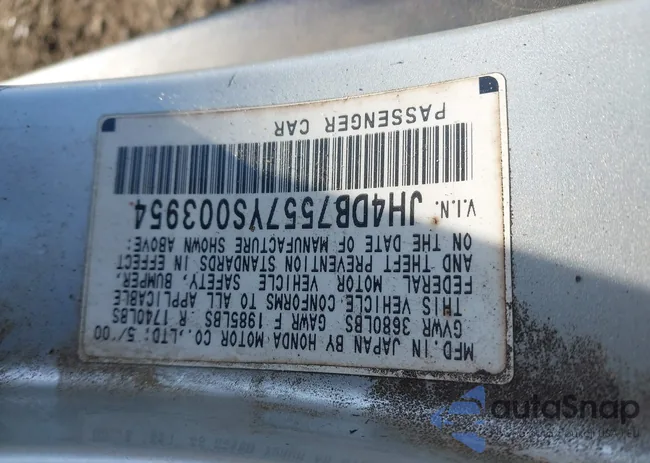 MFD. IN JAPAN BY HONDA MOTOR CO., LTD: 5/'00
GVWR 3680LBS GAWR F 1985LBS R 1740LBS
THIS VEHICLE CONFORMS TO ALL APPLICABLE
FEDERAL MOTOR VEHICLE SAFETY, BUMPER,
AND THEFT PREVENTION STANDARDS IN EFFECT
ON THE DATE OF MANUFACTURE SHOWN ABOVE:
V.I.N. JH4DB7557YS003954
PASSENGER CAR
autaSnap